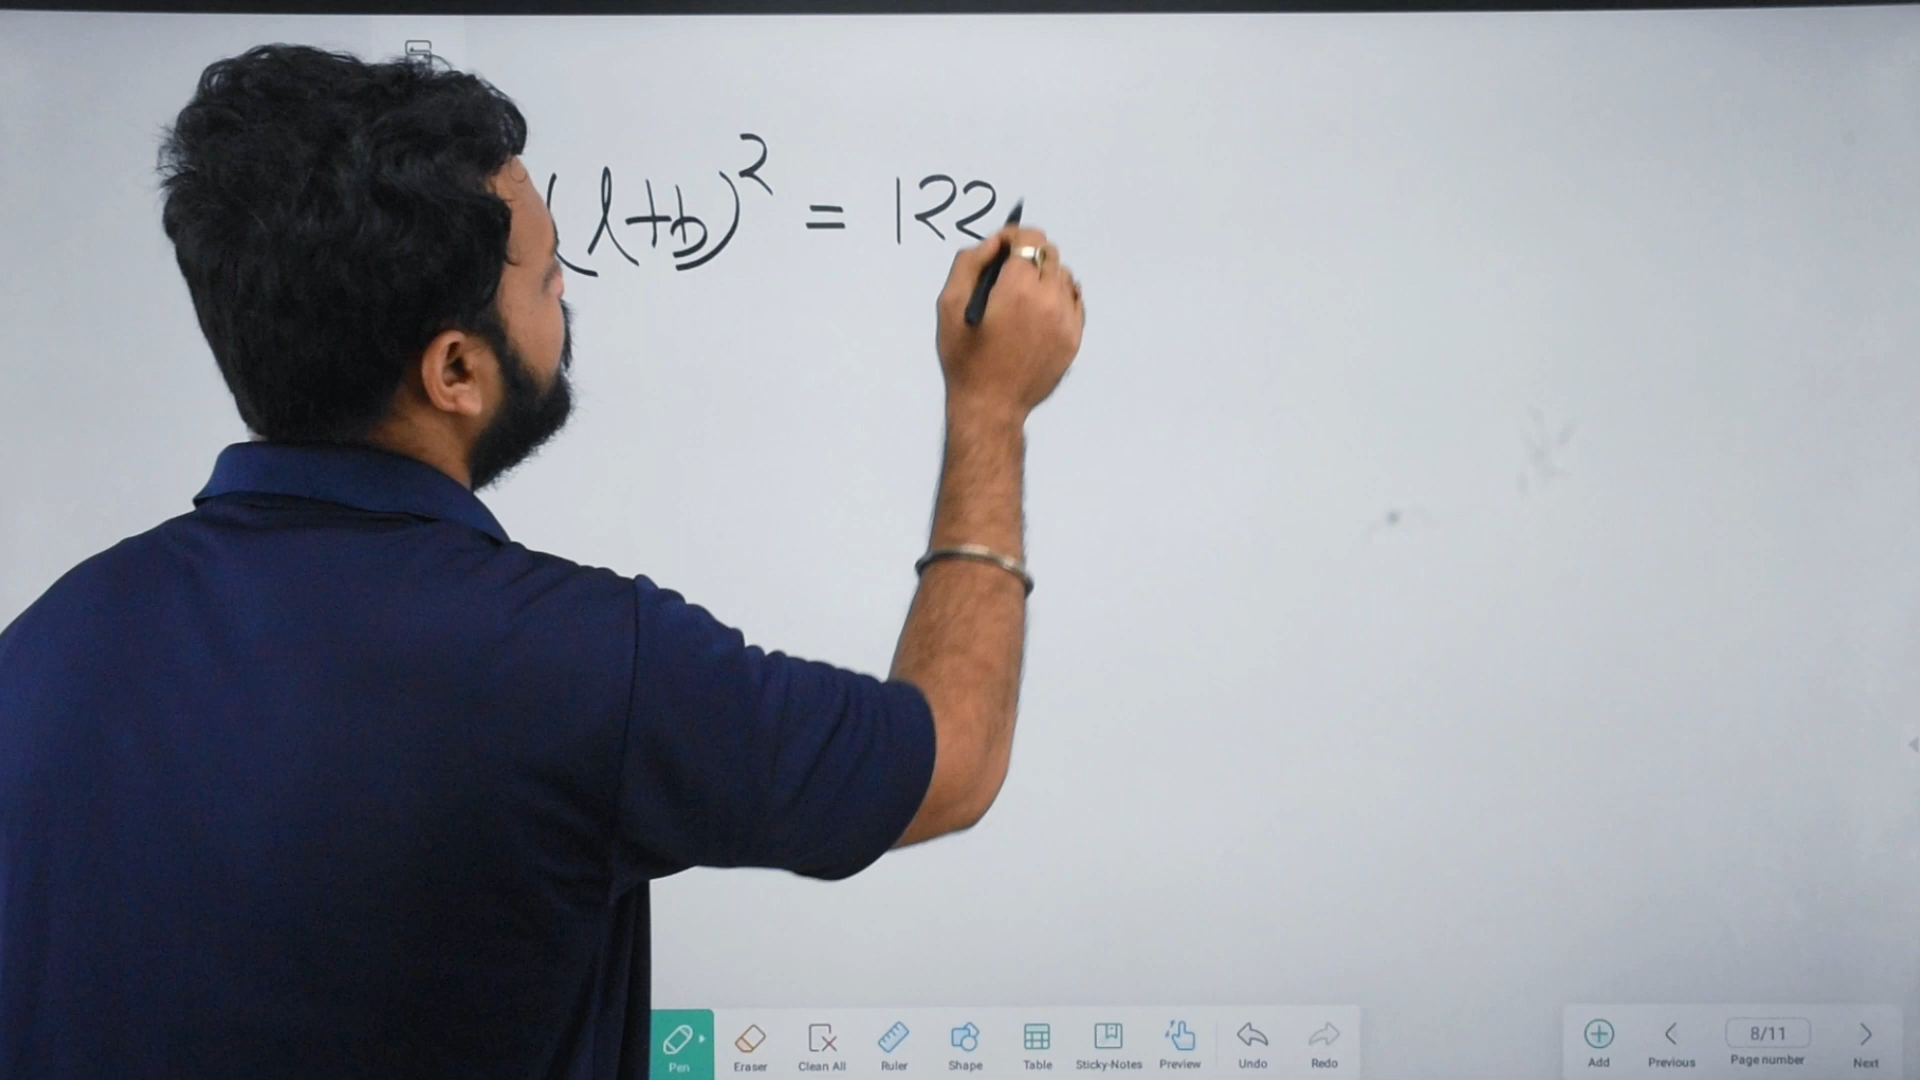 (l+b)² = 122
Pen
Eraser
Clean All
Ruler
Shape
Table
Sticky-Notes
Preview
Undo
Redo
Add
Previous
8/11
Page number
Next